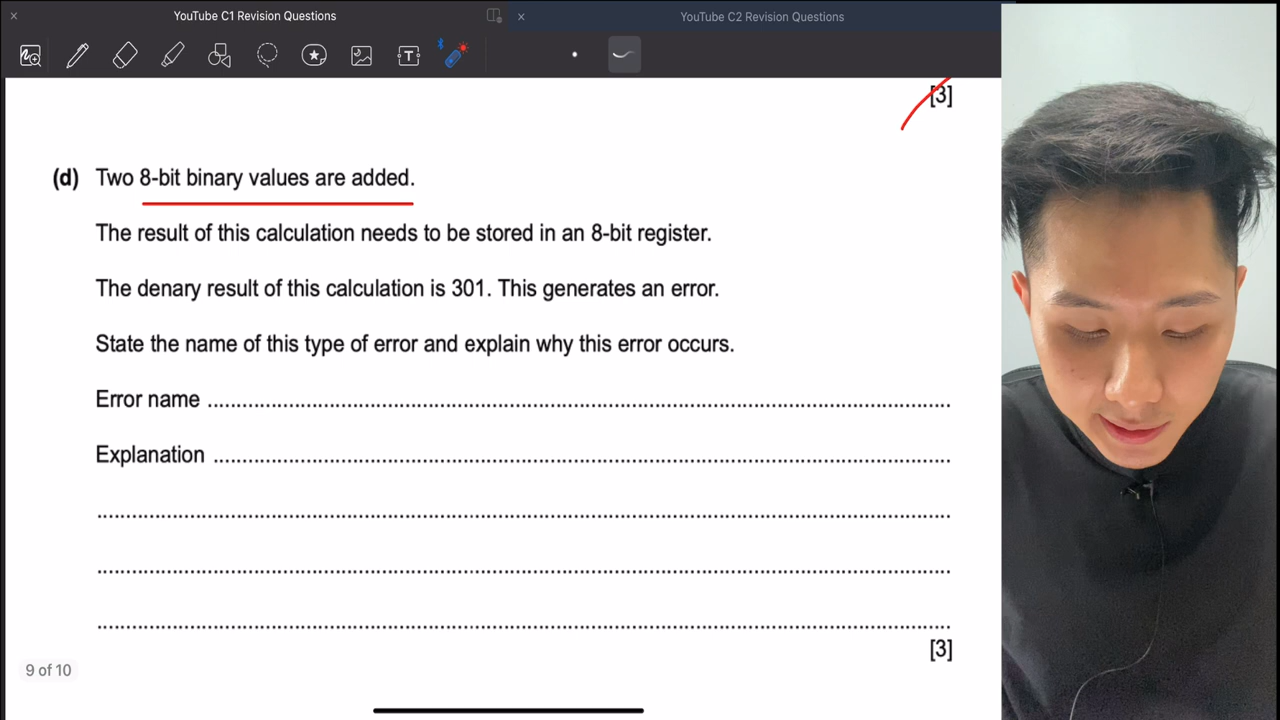 YouTube C1 Revision Questions
YouTube C2 Revision Questions
[3]
(d) Two 8-bit binary values are added.
The result of this calculation needs to be stored in an 8-bit register.
The denary result of this calculation is 301. This generates an error.
State the name of this type of error and explain why this error occurs.
Error name ..........................................................................................
Explanation ..........................................................................................
..........................................................................................
..........................................................................................
..........................................................................................
[3]
9 of 10